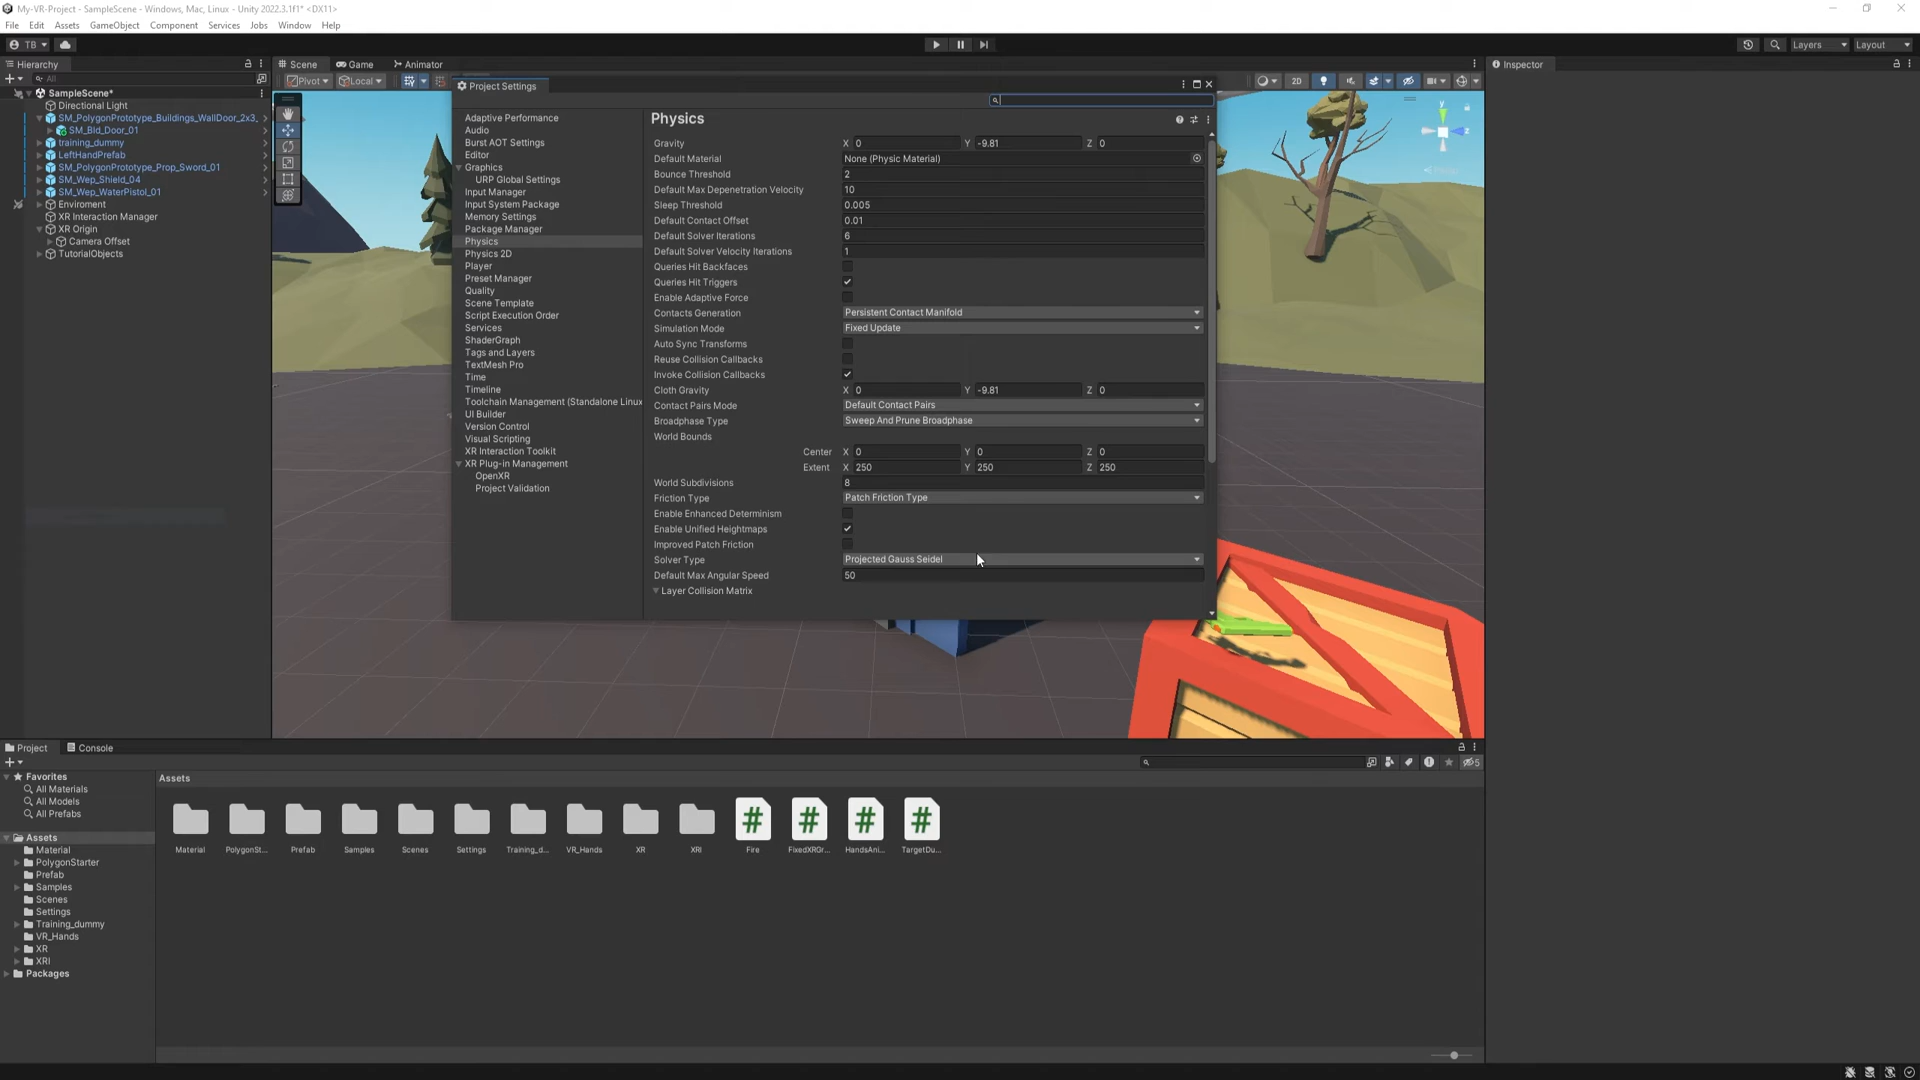 My-VR-Project - SampleScene - Windows, Mac, Linux - Unity 2022.3.1f1* <DX11>
File Edit Assets GameObject Component Services Jobs Window Help
TB Layers Layout
Hierarchy
All
SampleScene*
Directional Light
SM_PolygonPrototype_Buildings_WallDoor_2x3_
SM_Bld_Door_01
training_dummy
LeftHandPrefab
SM_PolygonPrototype_Prop_Sword_01
SM_Wep_Shield_04
SM_Wep_WaterPistol_01
Enviroment
XR Interaction Manager
XR Origin
Camera Offset
TutorialObjects
Scene Game Animator
Pivot Local 2D
Project Settings
Adaptive Performance
Audio
Burst AOT Settings
Editor
Graphics
URP Global Settings
Input Manager
Input System Package
Memory Settings
Package Manager
Physics
Physics 2D
Player
Preset Manager
Quality
Scene Template
Script Execution Order
Services
ShaderGraph
Tags and Layers
TextMesh Pro
Time
Timeline
Toolchain Management (Standalone Linux
UI Builder
Version Control
Visual Scripting
XR Interaction Toolkit
XR Plug-in Management
OpenXR
Project Validation
Physics
Gravity X 0 Y -9.81 Z 0
Default Material None (Physic Material)
Bounce Threshold 2
Default Max Depenetration Velocity 10
Sleep Threshold 0.005
Default Contact Offset 0.01
Default Solver Iterations 6
Default Solver Velocity Iterations 1
Queries Hit Backfaces
Queries Hit Triggers
Enable Adaptive Force
Contacts Generation Persistent Contact Manifold
Simulation Mode Fixed Update
Auto Sync Transforms
Reuse Collision Callbacks
Invoke Collision Callbacks
Cloth Gravity X 0 Y -9.81 Z 0
Contact Pairs Mode Default Contact Pairs
Broadphase Type Sweep And Prune Broadphase
World Bounds
Center X 0 Y 0 Z 0
Extent X 250 Y 250 Z 250
World Subdivisions 8
Friction Type Patch Friction Type
Enable Enhanced Determinism
Enable Unified Heightmaps
Improved Patch Friction
Solver Type Projected Gauss Seidel
Default Max Angular Speed 50
Layer Collision Matrix
y
z
Inspector
Project Console
5
Favorites
All Materials
All Models
All Prefabs
Assets
Material
PolygonStarter
Prefab
Samples
Scenes
Settings
Training_dummy
VR_Hands
XR
XRI
Packages
Assets
Material PolygonSt... Prefab Samples Scenes Settings Training_d... VR_Hands XR XRI Fire FixedXRGr... HandsAni... TargetDu...